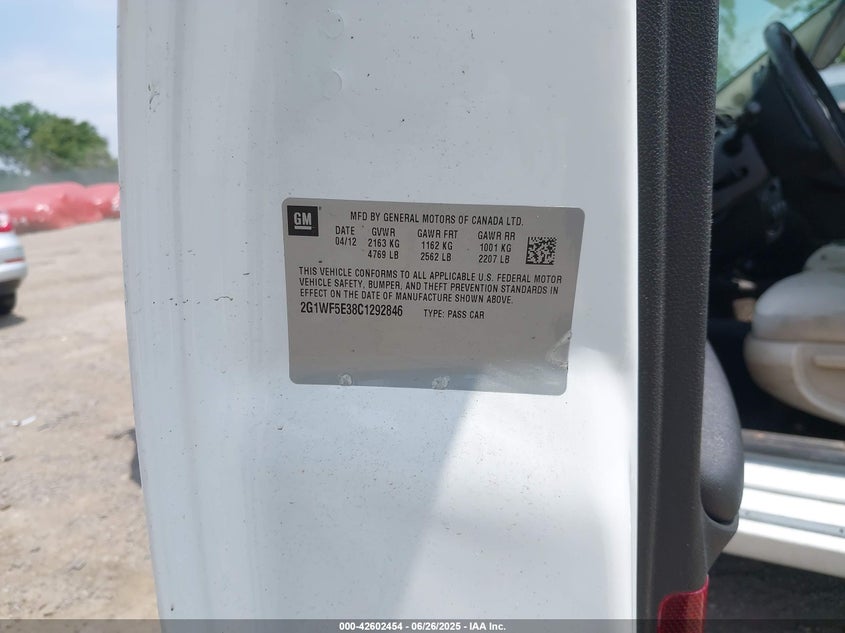 GM
MFD BY GENERAL MOTORS OF CANADA LTD.
DATE GVWR GAWR FRT GAWR RR
04/12 2163 KG 1162 KG 1001 KG
4769 LB 2562 LB 2207 LB
THIS VEHICLE CONFORMS TO ALL APPLICABLE U.S. FEDERAL MOTOR
VEHICLE SAFETY, BUMPER, AND THEFT PREVENTION STANDARDS IN
EFFECT ON THE DATE OF MANUFACTURE SHOWN ABOVE.
2G1WF5E38C1292846 TYPE: PASS CAR
000-42602454 - 06/26/2025 - IAA Inc.